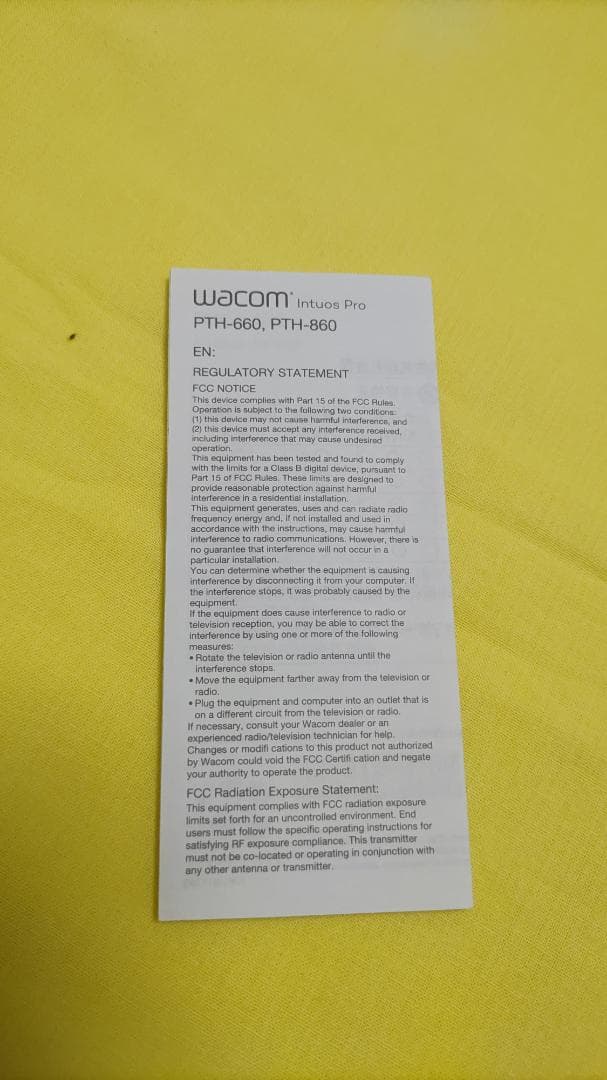 wacom Intuos Pro
PTH-660, PTH-860
EN:
REGULATORY STATEMENT
FCC NOTICE
This device complies with Part 15 of the FCC Rules.
Operation is subject to the following two conditions:
(1) this device may not cause harmful interference, and
(2) this device must accept any interference received,
including interference that may cause undesired
operation.
This equipment has been tested and found to comply
with the limits for a Class B digital device, pursuant to
Part 15 of FCC Rules. These limits are designed to
provide reasonable protection against harmful
interference in a residential installation.
This equipment generates, uses and can radiate radio
frequency energy and, if not installed and used in
accordance with the instructions, may cause harmful
interference to radio communications. However, there is
no guarantee that interference will not occur in a
particular installation.
You can determine whether the equipment is causing
interference by disconnecting it from your computer. If
the interference stops, it was probably caused by the
equipment.
If the equipment does cause interference to radio or
television reception, you may be able to correct the
interference by using one or more of the following
measures:
• Rotate the television or radio antenna until the
interference stops.
• Move the equipment farther away from the television or
radio.
• Plug the equipment and computer into an outlet that is
on a different circuit from the television or radio.
If necessary, consult your Wacom dealer or an
experienced radio/television technician for help.
Changes or modifi cations to this product not authorized
by Wacom could void the FCC Certifi cation and negate
your authority to operate the product.
FCC Radiation Exposure Statement:
This equipment complies with FCC radiation exposure
limits set forth for an uncontrolled environment. End
users must follow the specific operating instructions for
satisfying RF exposure compliance. This transmitter
must not be co-located or operating in conjunction with
any other antenna or transmitter.